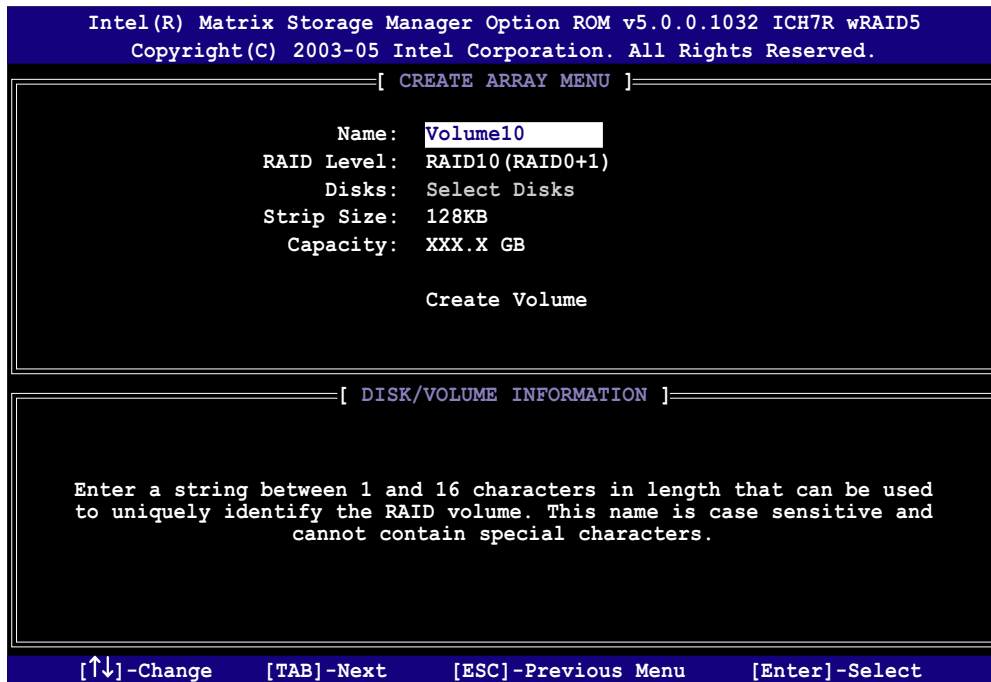 Intel(R) Matrix Storage Manager Option ROM v5.0.0.1032 ICH7R wRAID5
Copyright(C) 2003-05 Intel Corporation. All Rights Reserved.
[ CREATE ARRAY MENU ]
Name: Volume10
RAID Level: RAID10(RAID0+1)
Disks: Select Disks
Strip Size: 128KB
Capacity: XXX.X GB
Create Volume
[ DISK/VOLUME INFORMATION ]
Enter a string between 1 and 16 characters in length that can be used
to uniquely identify the RAID volume. This name is case sensitive and
cannot contain special characters.
[↑↓]-Change [TAB]-Next [ESC]-Previous Menu [Enter]-Select